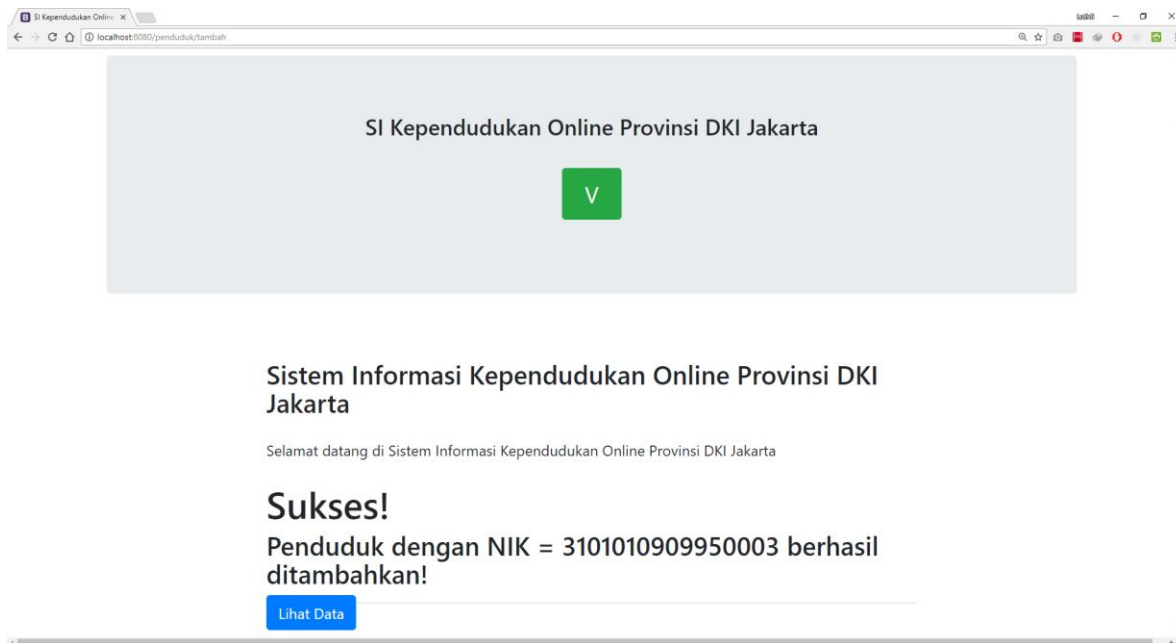 SI Kependudukan Online
localhost:8080/penduduk/tambah
SI Kependudukan Online Provinsi DKI Jakarta
V
Sistem Informasi Kependudukan Online Provinsi DKI
Jakarta
Selamat datang di Sistem Informasi Kependudukan Online Provinsi DKI Jakarta
Sukses!
Penduduk dengan NIK = 3101010909950003 berhasil
ditambahkan!
Lihat Data